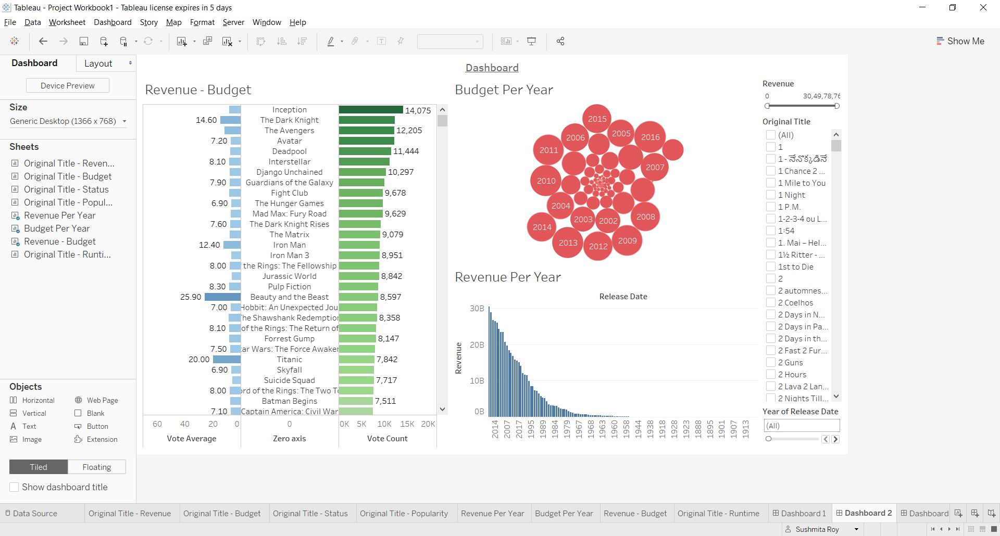 Tableau - Project Workbook1 - Tableau license expires in 5 days
File Data Worksheet Dashboard Story Map Format Server Window Help
Show Me
Dashboard Layout
Device Preview
Size
Generic Desktop (1366 x 768)
Sheets
Original Title - Reven...
Original Title - Budget
Original Title - Status
Original Title - Popul...
Revenue Per Year
Budget Per Year
Revenue - Budget
Original Title - Runti...
Objects
Horizontal Web Page
Vertical Blank
Text Button
Image Extension
Tiled Floating
Show dashboard title
Dashboard
Revenue - Budget
Inception 14,075
14.60 The Dark Knight
The Avengers 12,205
7.20 Avatar
Deadpool 11,444
8.10 Interstellar
Django Unchained 10,297
7.90 Guardians of the Galaxy
Fight Club 9,678
6.90 The Hunger Games
Mad Max: Fury Road 9,629
7.60 The Dark Knight Rises
The Matrix 9,079
12.40 Iron Man
Iron Man 3 8,951
8.00 f the Rings: The Fellowship
Jurassic World 8,842
8.30 Pulp Fiction
25.90 Beauty and the Beast 8,597
7.00 Hobbit: An Unexpected Jou
The Shawshank Redemption 8,358
8.10 of the Rings: The Return of
Forrest Gump 8,147
7.50 tar Wars: The Force Awaken
20.00 Titanic 7,842
6.90 Skyfall
Suicide Squad 7,717
8.00 ord of the Rings: The Two To
Batman Begins 7,511
7.10 Captain America: Civil War
60 40 20 0 0 0K 5K 10K 15K 20K
Vote Average Zero axis Vote Count
Budget Per Year
2015
2006 2005 2016
2011
2007
2010
2004
2003 2002 2008
2014
2013 2012 2009
Revenue Per Year
Release Date
Revenue
30B
20B
10B
0B
2014 2007 2017 1995 1989 1984 1979 1967 1968 1963 1960 1958 1944 1938 1918 1928 1923 1888 1895 1901 1907 1913
Revenue
0 30,49,78,76
Original Title
(All)
1
1 - నేనొక్కడినే
1 Chance 2 ...
1 Mile to You
1 Night
1 P.M.
1-2-3-4 ou L...
1:54
1. Mai – Hel...
1½ Ritter - ...
1st to Die
2
2 automnes...
2 Coelhos
2 Days in N...
2 Days in Pa...
2 Days in th...
2 Fast 2 Fur...
2 Guns
2 Hours
2 Lava 2 Lan...
2 Nights Till...
Year of Release Date
(All)
Data Source Original Title - Revenue Original Title - Budget Original Title - Status Original Title - Popularity Revenue Per Year Budget Per Year Revenue - Budget Original Title - Runtime Dashboard 1 Dashboard 2 Dashboard
Sushmita Roy